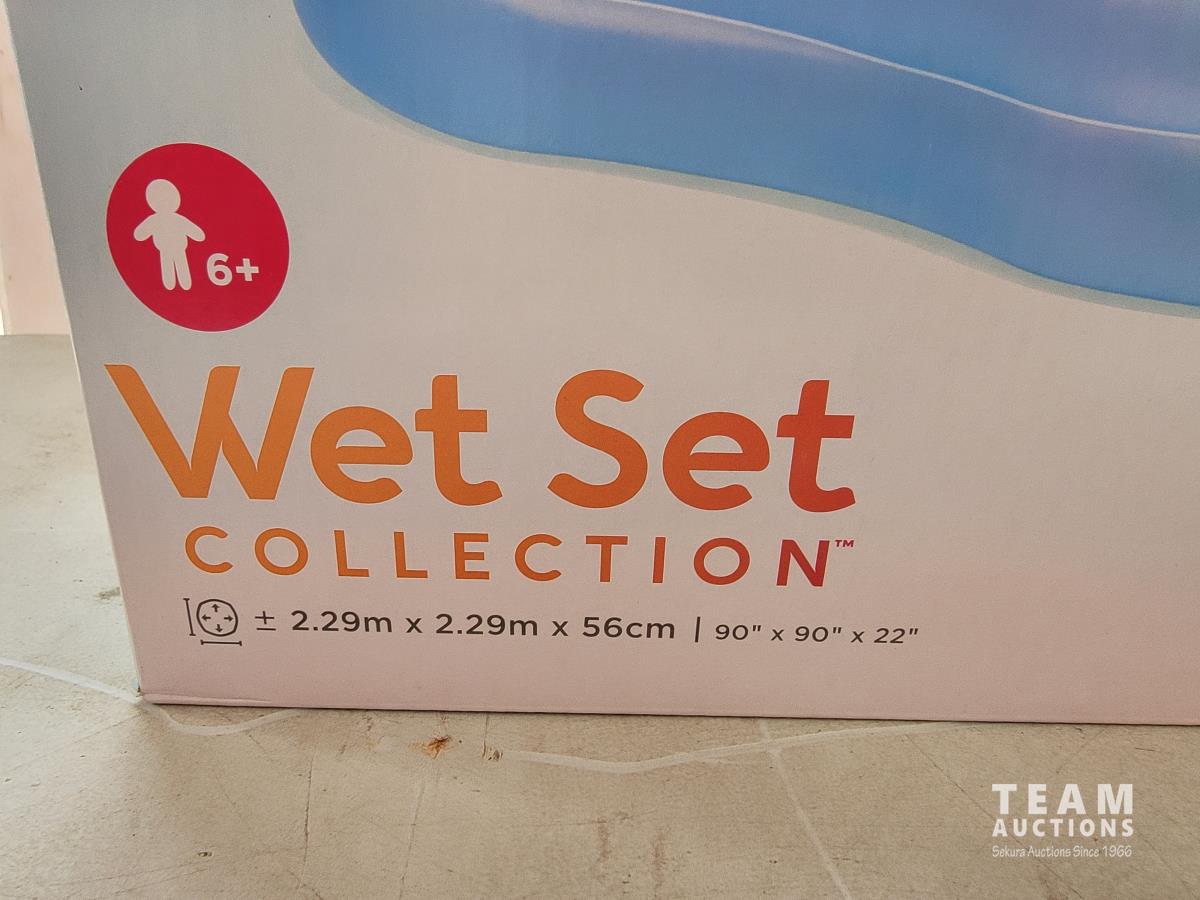 6+
Wet Set
COLLECTION™
± 2.29m x 2.29m x 56cm | 90" x 90" x 22"
TEAM
AUCTIONS
Sekura Auctions Since 1966